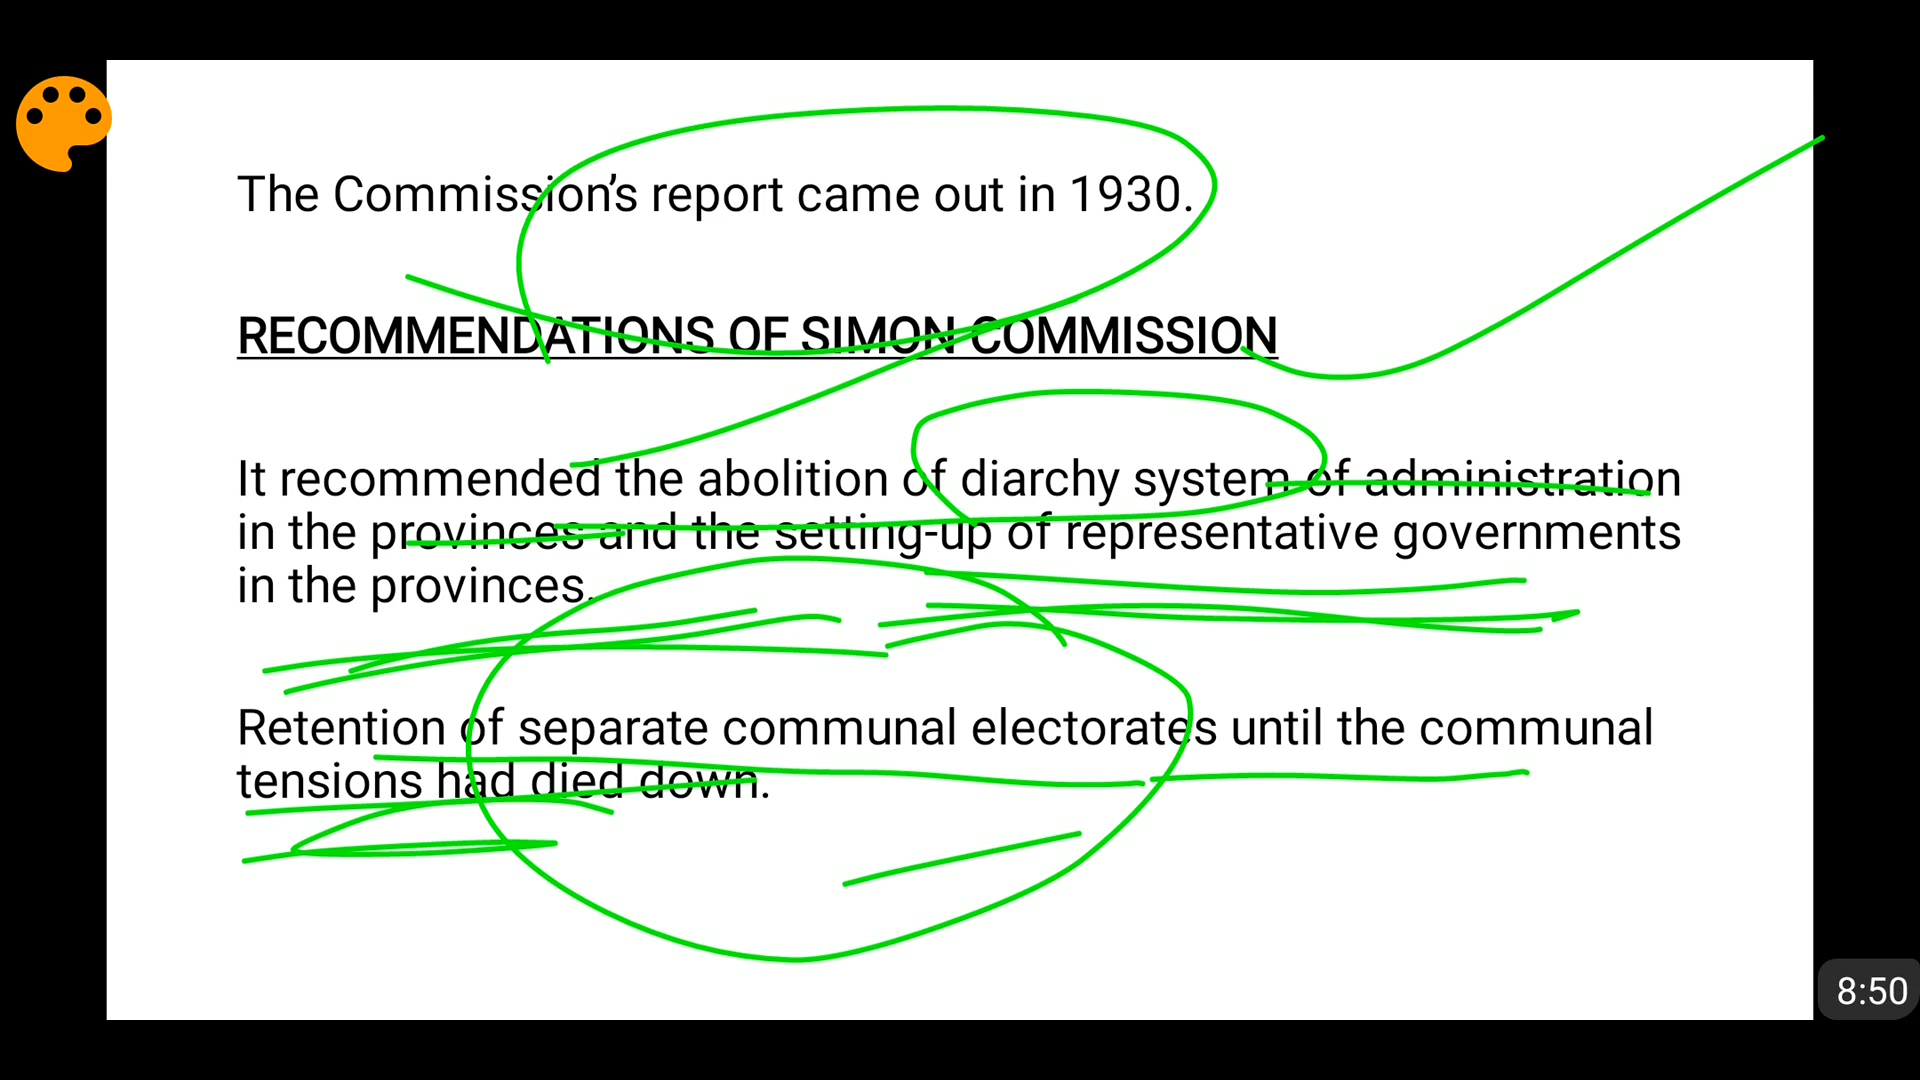 The Commission’s report came out in 1930.
RECOMMENDATIONS OF SIMON COMMISSION
It recommended the abolition of diarchy system of administration
in the provinces and the setting-up of representative governments
in the provinces.
Retention of separate communal electorates until the communal
tensions had died down.
8:50